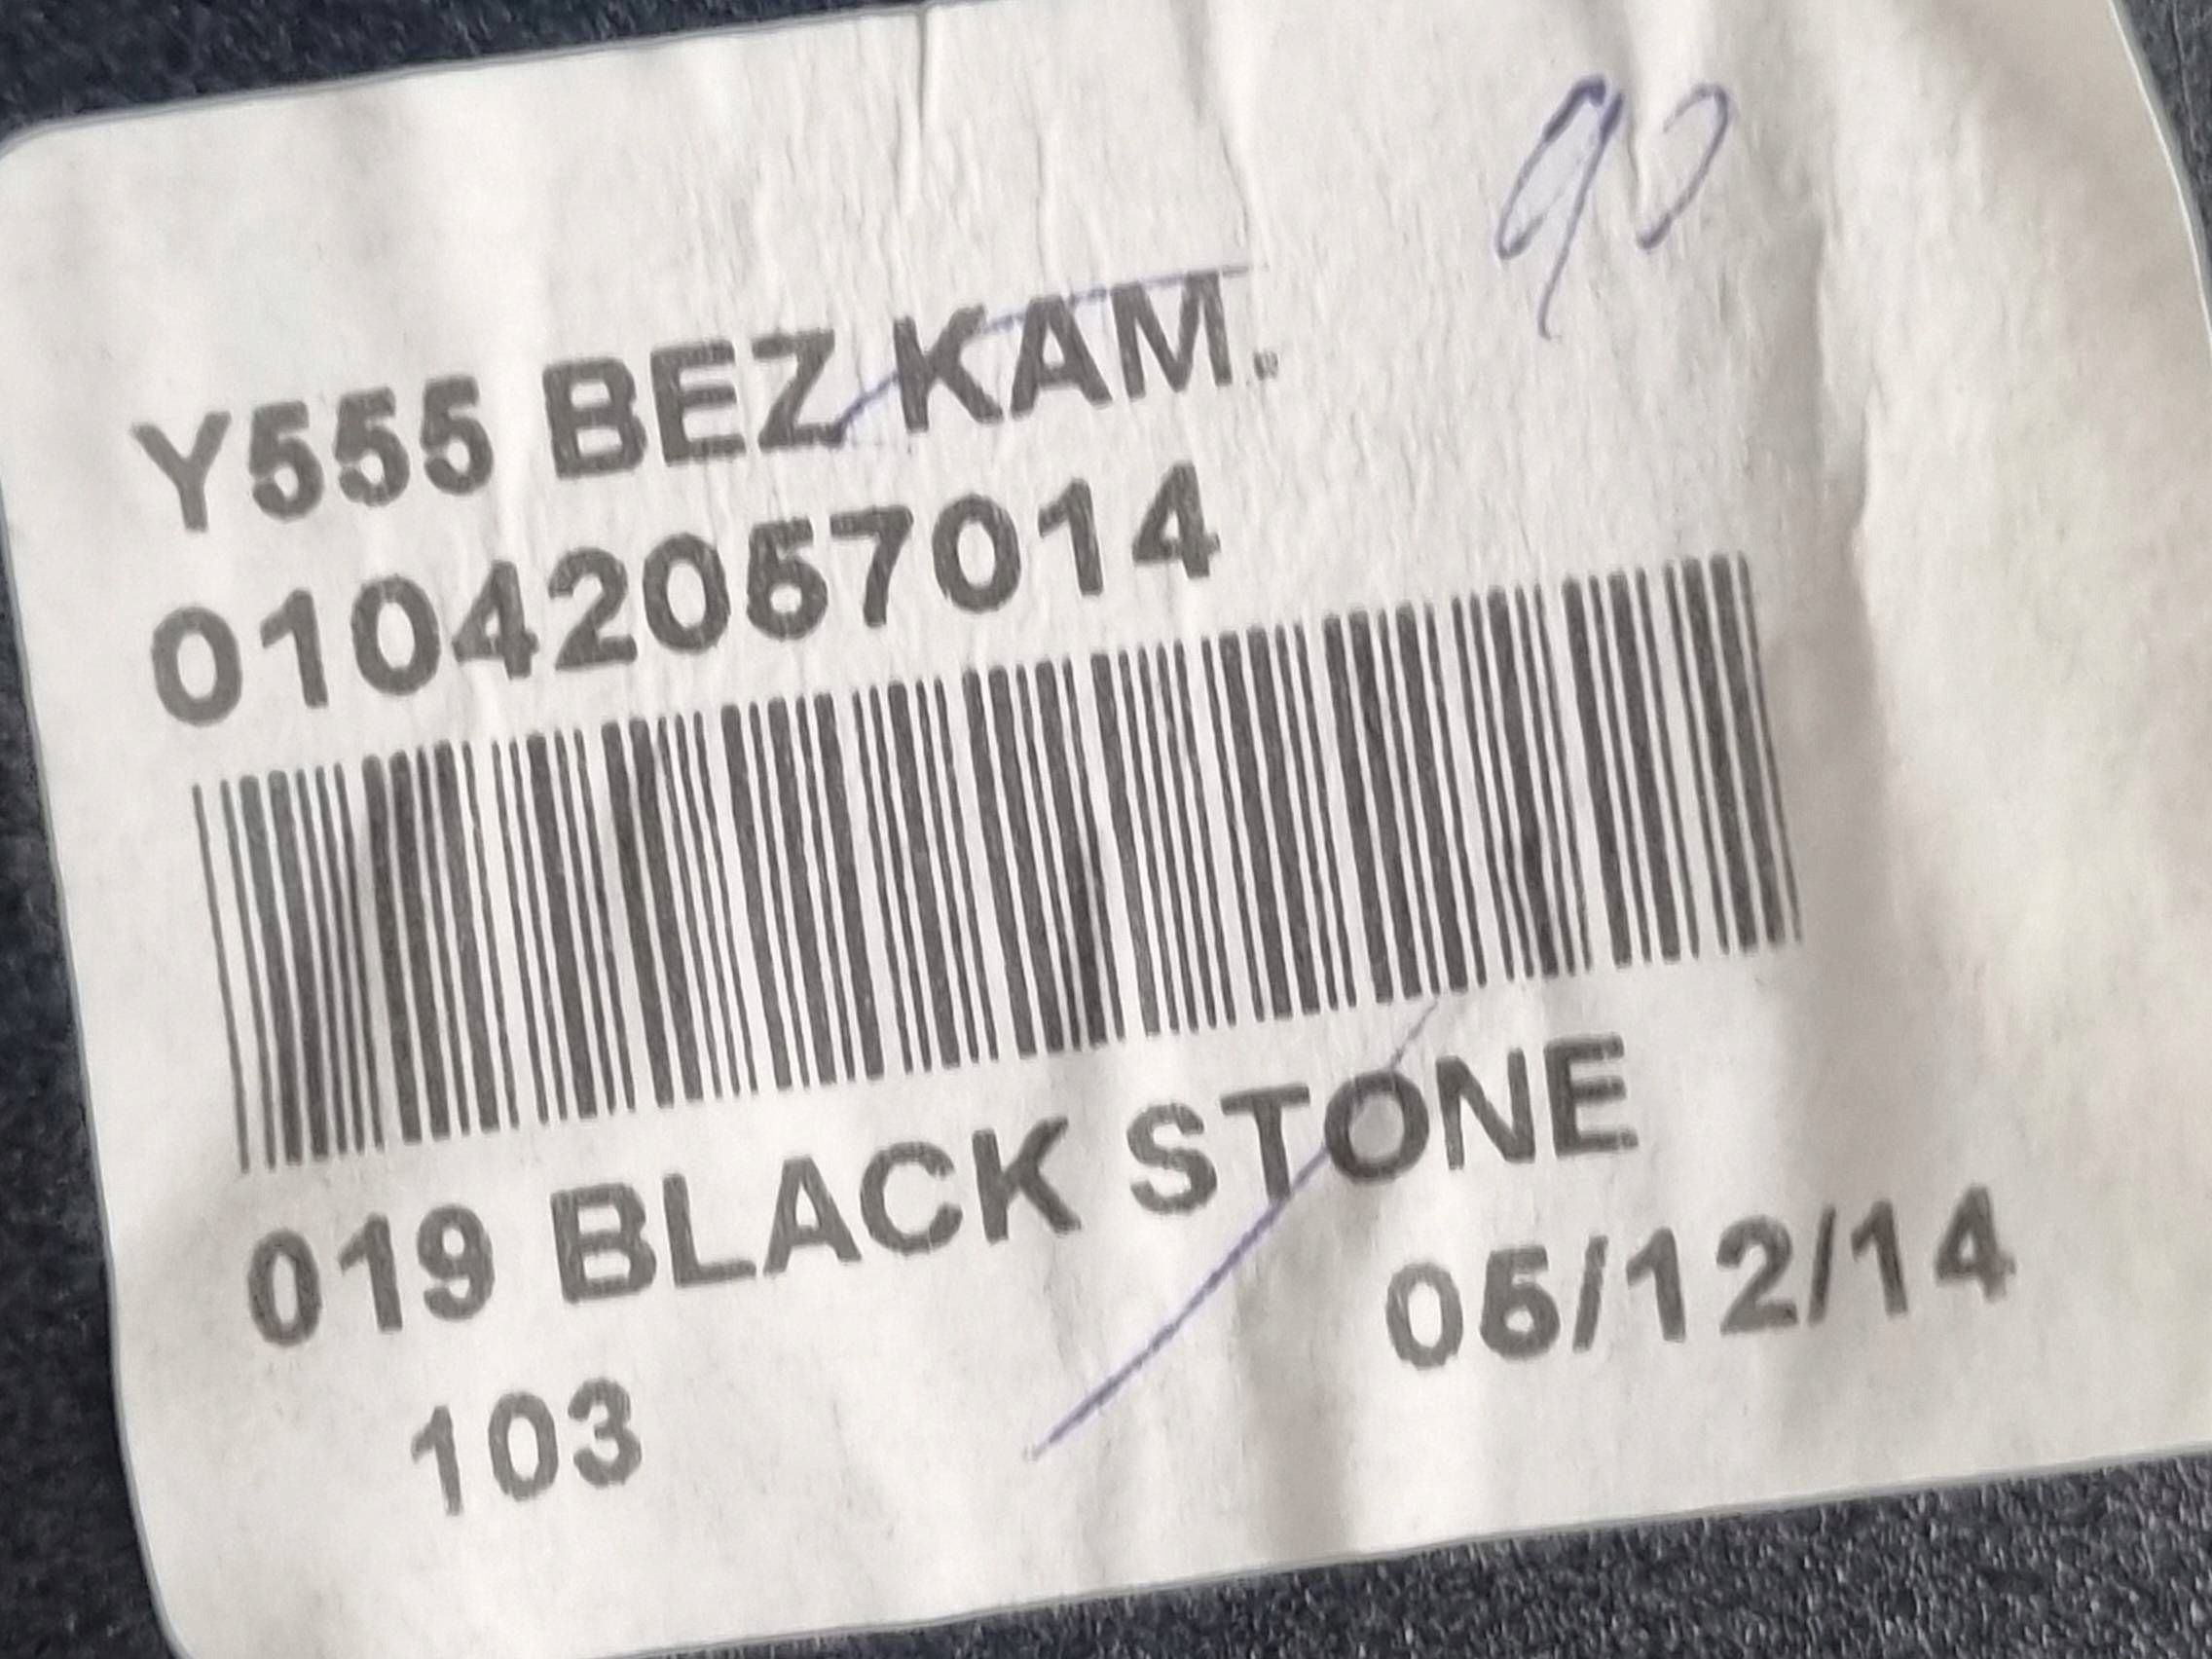 90
Y555 BEZ KAM.
01042057014
019 BLACK STONE
05/12/14
103